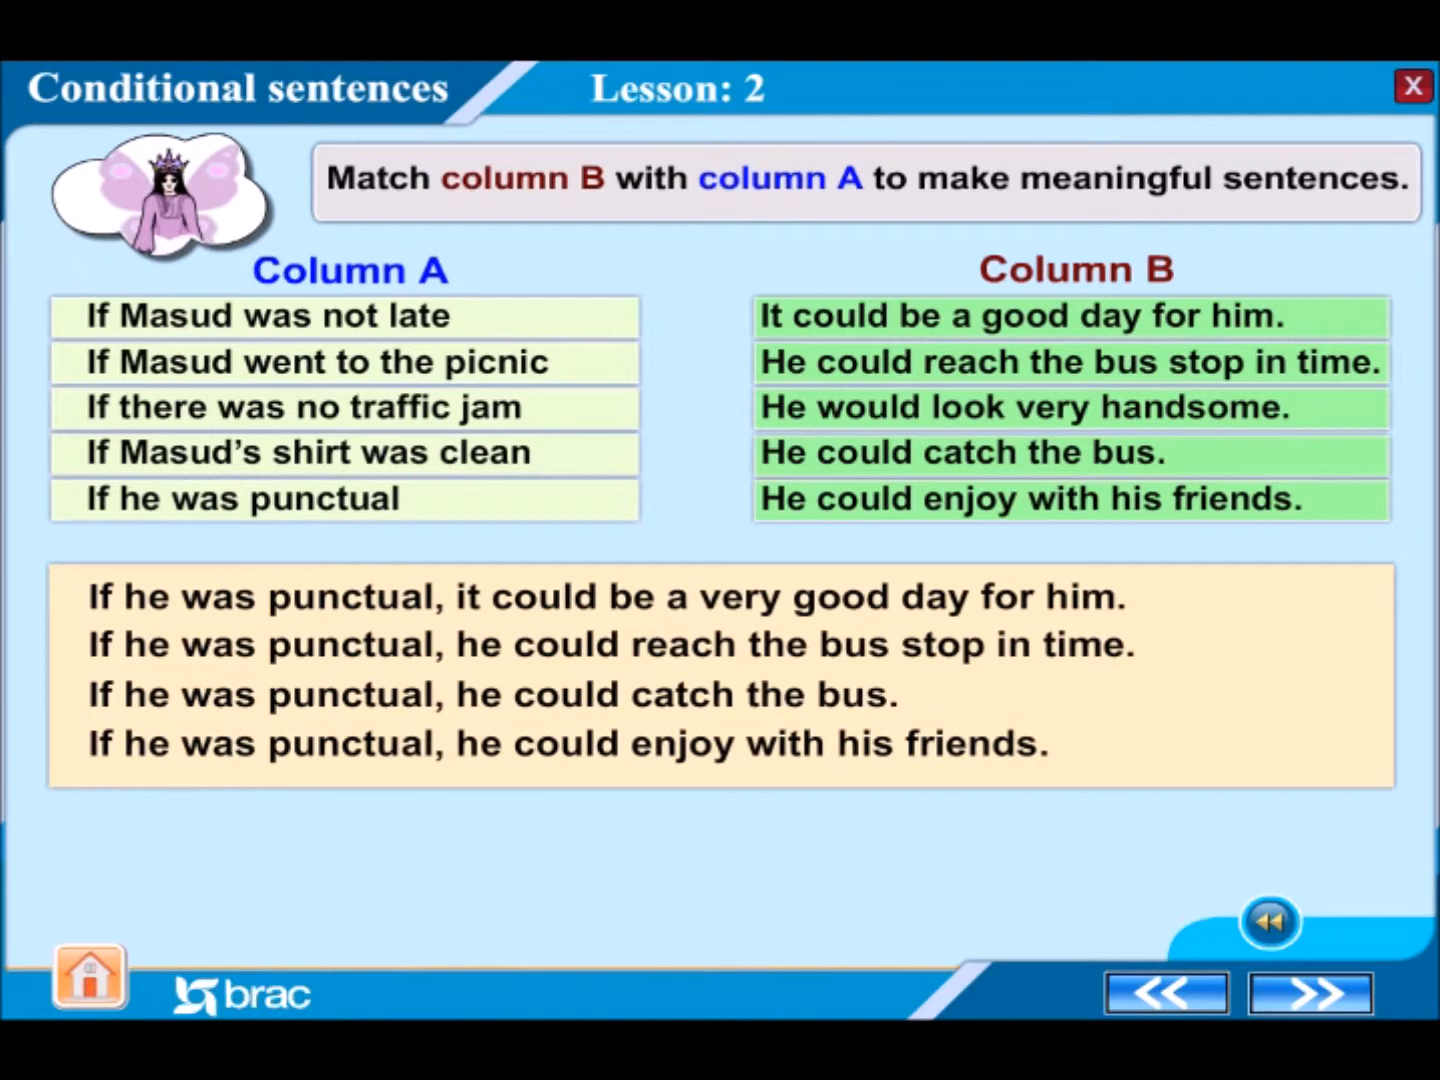 Conditional sentences
Lesson: 2
X
Match column B with column A to make meaningful sentences.
Column A
Column B
If Masud was not late
It could be a good day for him.
If Masud went to the picnic
He could reach the bus stop in time.
If there was no traffic jam
He would look very handsome.
If Masud’s shirt was clean
He could catch the bus.
If he was punctual
He could enjoy with his friends.
If he was punctual, it could be a very good day for him.
If he was punctual, he could reach the bus stop in time.
If he was punctual, he could catch the bus.
If he was punctual, he could enjoy with his friends.
brac